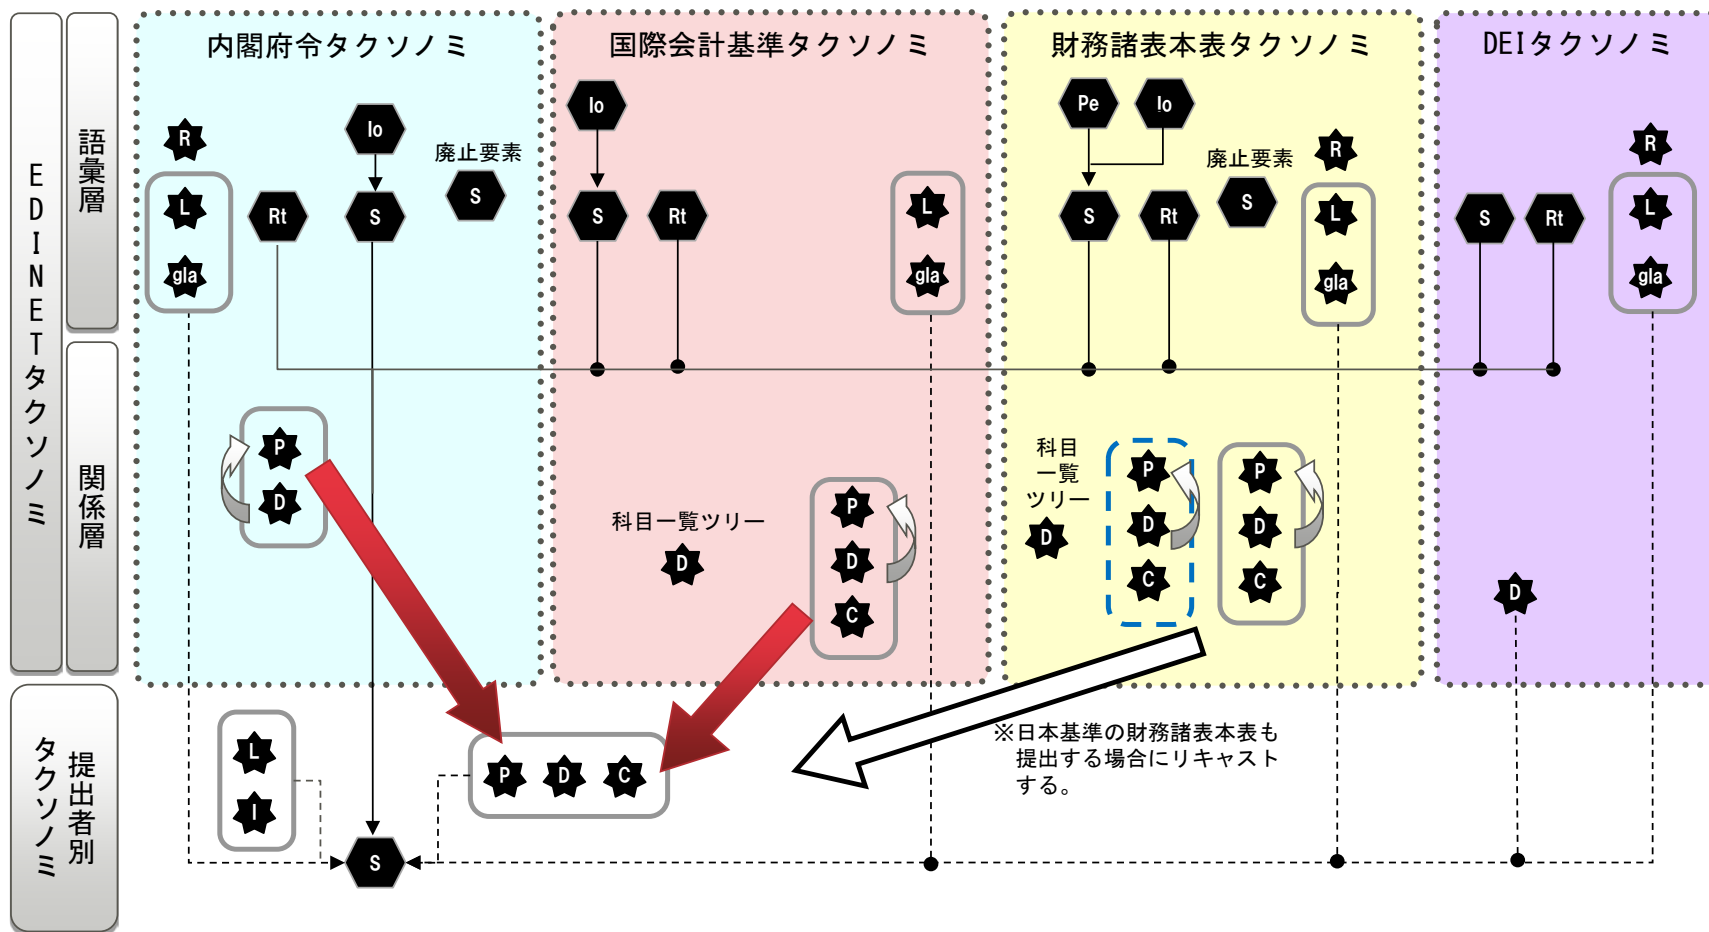 EDINETタクソノミ
語彙層
関係層
提出者別
タクソノミ
内閣府令タクソノミ
R
L
gla
Rt
Io
S
廃止要素
S
P
D
国際会計基準タクソノミ
Io
S
Rt
L
gla
科目一覧ツリー
D
P
D
C
財務諸表本表タクソノミ
Pe
Io
S
Rt
廃止要素
S
R
L
gla
科目
一覧
ツリー
D
P
D
C
P
D
C
DEIタクソノミ
S
Rt
R
L
gla
D
L
I
S
P D C
※日本基準の財務諸表本表も
提出する場合にリキャスト
する。